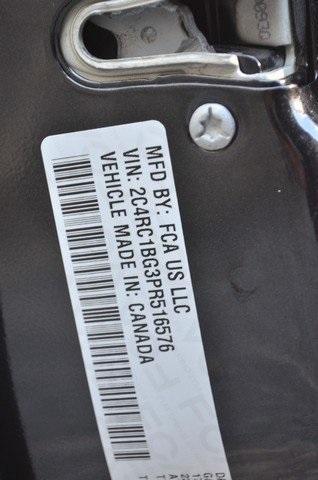 MFD BY: FCA US LLC
VIN: 2C4RC1BG3PR516576
VEHICLE MADE IN: CANADA